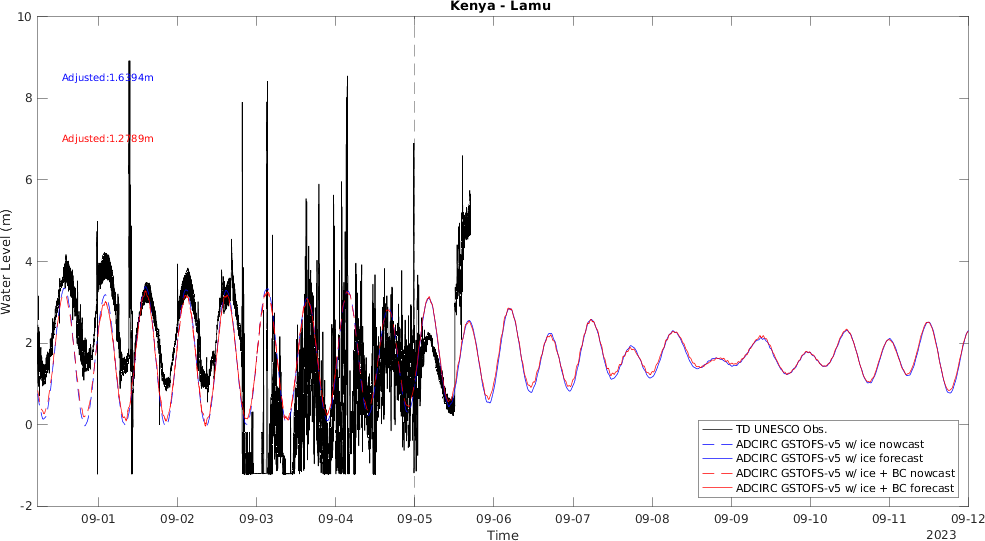 Kenya - Lamu
10
8
6
4
2
0
-2
Water Level (m)
Adjusted:1.6394m
Adjusted:1.2789m
TD UNESCO Obs.
ADCIRC GSTOFS-v5 w/ ice nowcast
ADCIRC GSTOFS-v5 w/ ice forecast
ADCIRC GSTOFS-v5 w/ ice + BC nowcast
ADCIRC GSTOFS-v5 w/ ice + BC forecast
09-01 09-02 09-03 09-04 09-05 09-06 09-07 09-08 09-09 09-10 09-11 09-12
Time
2023